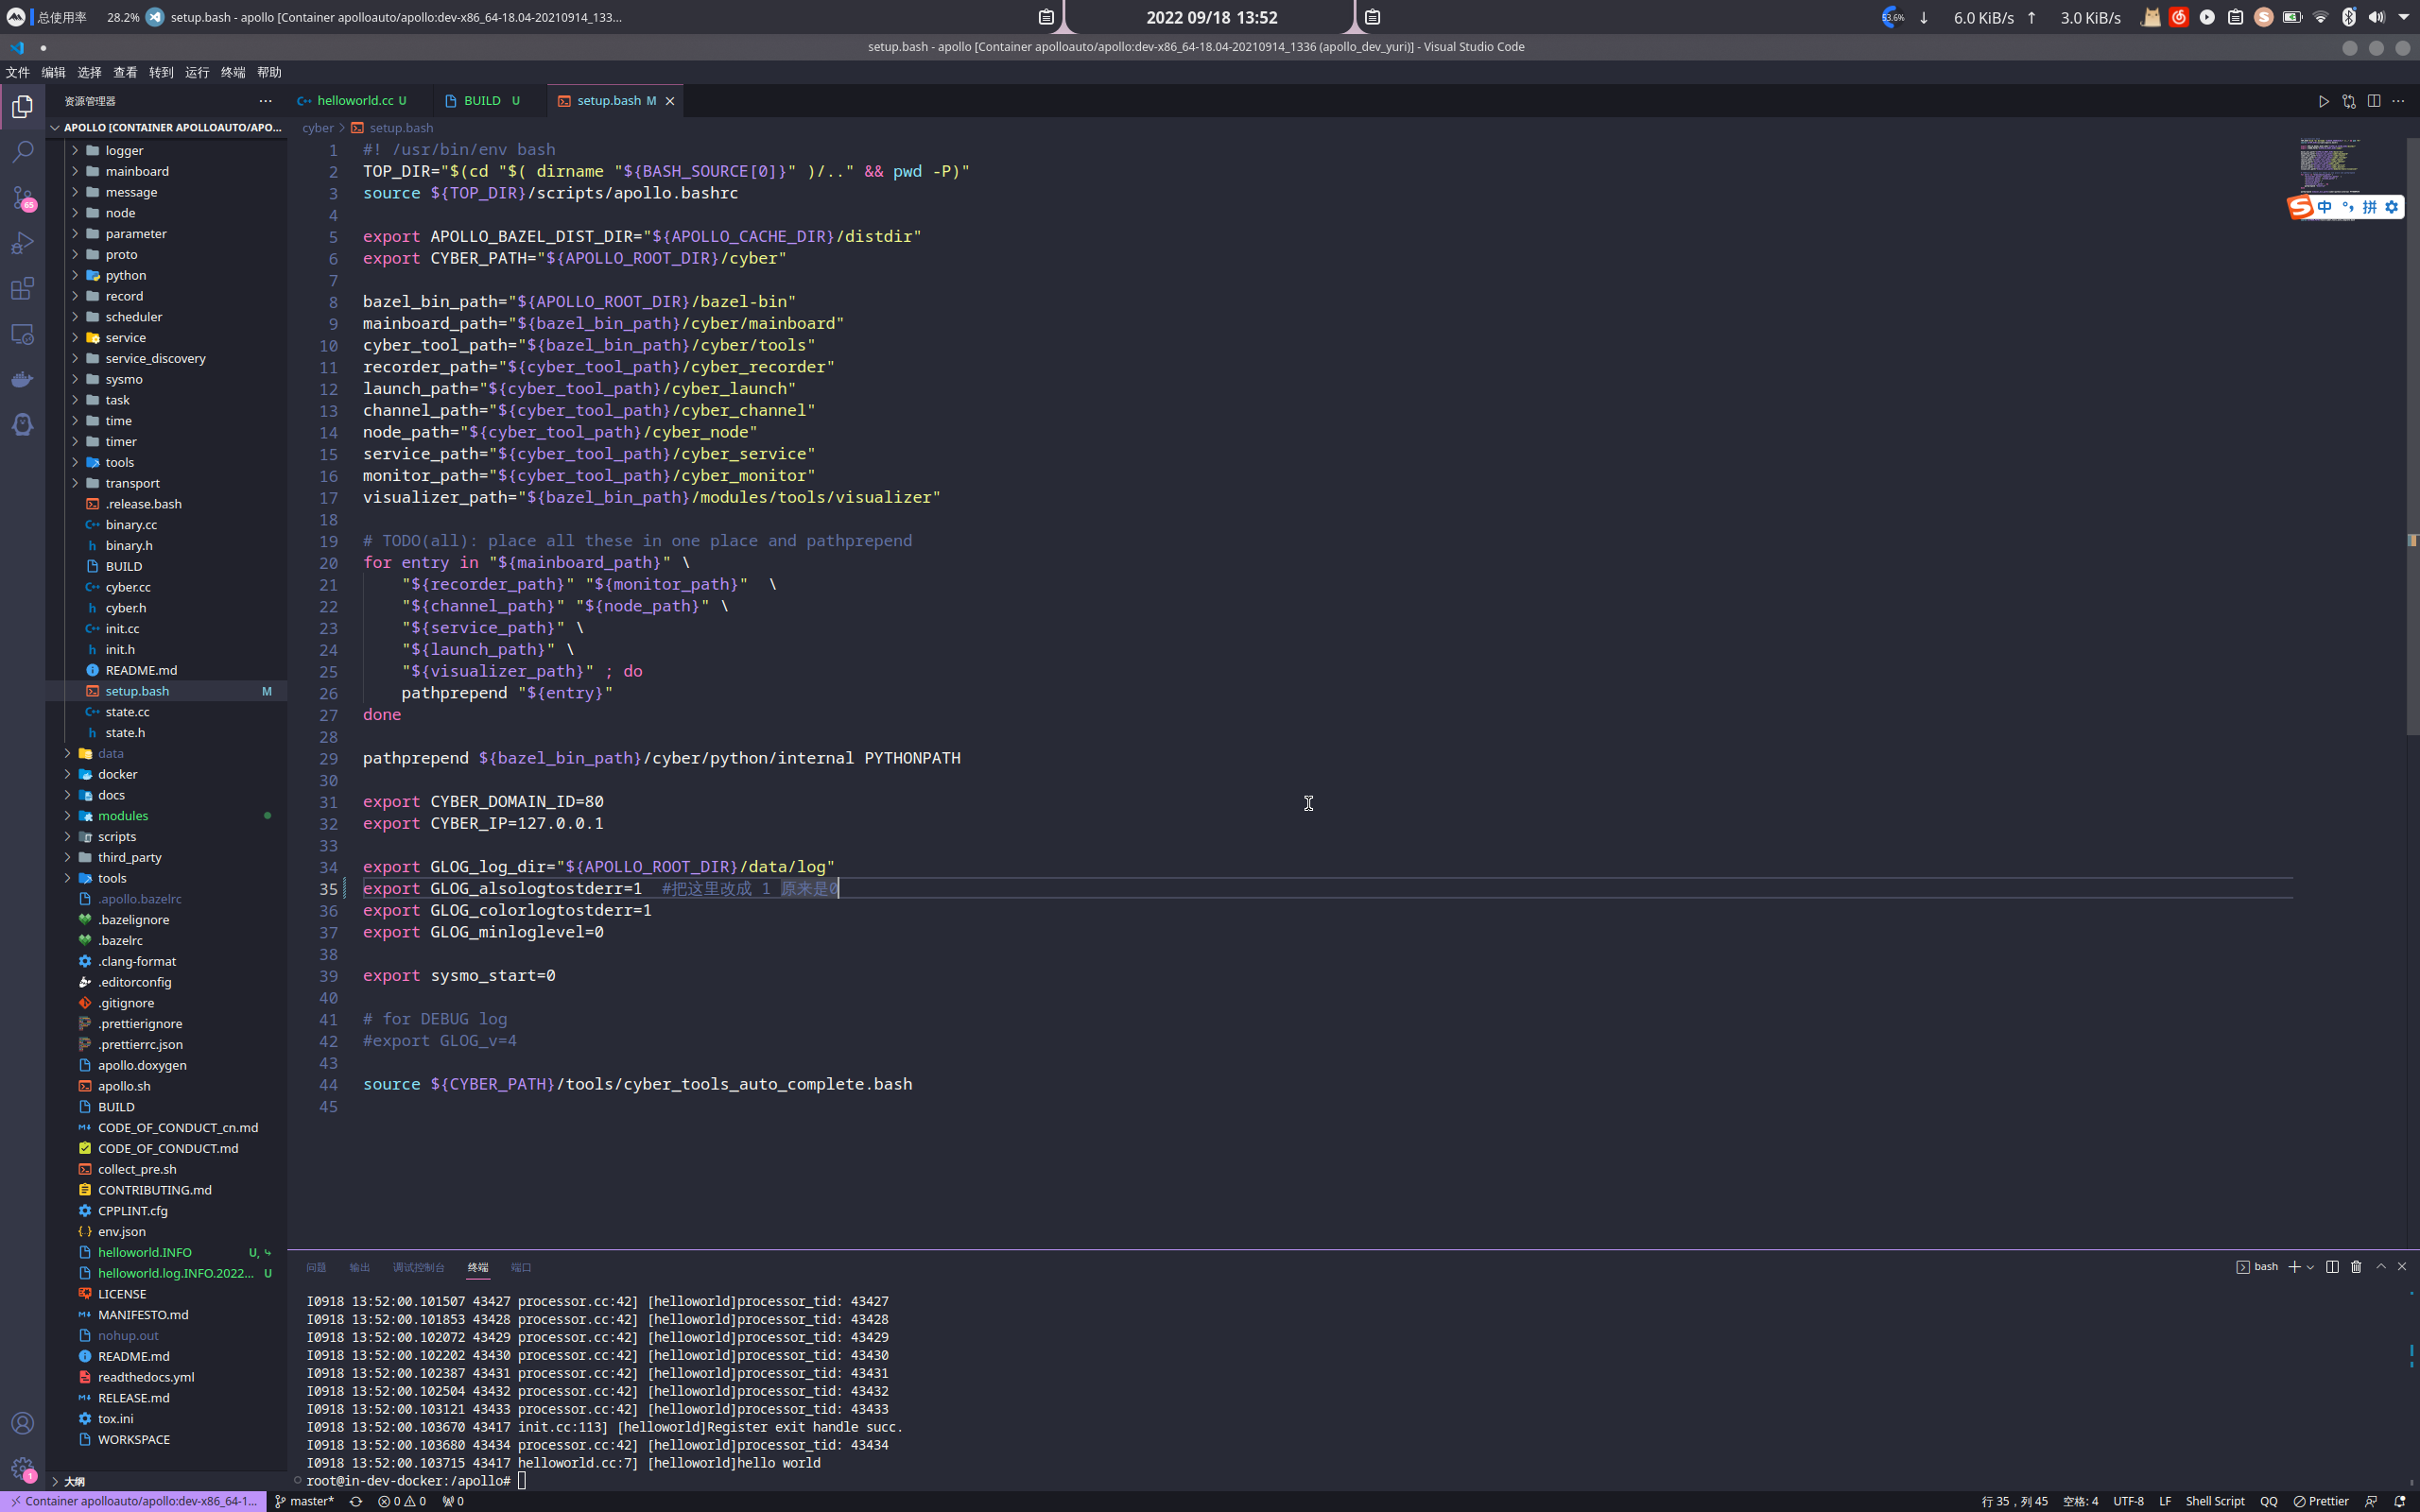 总使用率 28.2% setup.bash - apollo [Container apolloauto/apollo:dev-x86_64-18.04-20210914_133...
2022 09/18 13:52
53.6% ↓ 6.0 KiB/s ↑ 3.0 KiB/s
setup.bash - apollo [Container apolloauto/apollo:dev-x86_64-18.04-20210914_1336 (apollo_dev_yuri)] - Visual Studio Code
文件 编辑 选择 查看 转到 运行 终端 帮助
资源管理器
APOLLO [CONTAINER APOLLOAUTO/APO...
logger
mainboard
message
node
parameter
proto
python
record
scheduler
service
service_discovery
sysmo
task
time
timer
tools
transport
.release.bash
binary.cc
binary.h
BUILD
cyber.cc
cyber.h
init.cc
init.h
README.md
setup.bash M
state.cc
state.h
data
docker
docs
modules
scripts
third_party
tools
.apollo.bazelrc
.bazelignore
.bazelrc
.clang-format
.editorconfig
.gitignore
.prettierignore
.prettierrc.json
apollo.doxygen
apollo.sh
BUILD
CODE_OF_CONDUCT_cn.md
CODE_OF_CONDUCT.md
collect_pre.sh
CONTRIBUTING.md
CPPLINT.cfg
env.json
helloworld.INFO U,
helloworld.log.INFO.2022... U
LICENSE
MANIFESTO.md
nohup.out
README.md
readthedocs.yml
RELEASE.md
tox.ini
WORKSPACE
大纲
65
1
helloworld.cc U BUILD U setup.bash M
cyber > setup.bash
中 拼
1 #! /usr/bin/env bash
2 TOP_DIR="$(cd "$( dirname "${BASH_SOURCE[0]}" )/.." && pwd -P)"
3 source ${TOP_DIR}/scripts/apollo.bashrc
4
5 export APOLLO_BAZEL_DIST_DIR="${APOLLO_CACHE_DIR}/distdir"
6 export CYBER_PATH="${APOLLO_ROOT_DIR}/cyber"
7
8 bazel_bin_path="${APOLLO_ROOT_DIR}/bazel-bin"
9 mainboard_path="${bazel_bin_path}/cyber/mainboard"
10 cyber_tool_path="${bazel_bin_path}/cyber/tools"
11 recorder_path="${cyber_tool_path}/cyber_recorder"
12 launch_path="${cyber_tool_path}/cyber_launch"
13 channel_path="${cyber_tool_path}/cyber_channel"
14 node_path="${cyber_tool_path}/cyber_node"
15 service_path="${cyber_tool_path}/cyber_service"
16 monitor_path="${cyber_tool_path}/cyber_monitor"
17 visualizer_path="${bazel_bin_path}/modules/tools/visualizer"
18
19 # TODO(all): place all these in one place and pathprepend
20 for entry in "${mainboard_path}" \
21 "${recorder_path}" "${monitor_path}"  \
22 "${channel_path}" "${node_path}" \
23 "${service_path}" \
24 "${launch_path}" \
25 "${visualizer_path}" ; do
26 pathprepend "${entry}"
27 done
28
29 pathprepend ${bazel_bin_path}/cyber/python/internal PYTHONPATH
30
31 export CYBER_DOMAIN_ID=80
32 export CYBER_IP=127.0.0.1
33
34 export GLOG_log_dir="${APOLLO_ROOT_DIR}/data/log"
35 export GLOG_alsologtostderr=1  #把这里改成 1 原来是0
36 export GLOG_colorlogtostderr=1
37 export GLOG_minloglevel=0
38
39 export sysmo_start=0
40
41 # for DEBUG log
42 #export GLOG_v=4
43
44 source ${CYBER_PATH}/tools/cyber_tools_auto_complete.bash
45
问题 输出 调试控制台 终端 端口
bash
I0918 13:52:00.101507 43427 processor.cc:42] [helloworld]processor_tid: 43427
I0918 13:52:00.101853 43428 processor.cc:42] [helloworld]processor_tid: 43428
I0918 13:52:00.102072 43429 processor.cc:42] [helloworld]processor_tid: 43429
I0918 13:52:00.102202 43430 processor.cc:42] [helloworld]processor_tid: 43430
I0918 13:52:00.102387 43431 processor.cc:42] [helloworld]processor_tid: 43431
I0918 13:52:00.102504 43432 processor.cc:42] [helloworld]processor_tid: 43432
I0918 13:52:00.103121 43433 processor.cc:42] [helloworld]processor_tid: 43433
I0918 13:52:00.103670 43417 init.cc:113] [helloworld]Register exit handle succ.
I0918 13:52:00.103680 43434 processor.cc:42] [helloworld]processor_tid: 43434
I0918 13:52:00.103715 43417 helloworld.cc:7] [helloworld]hello world
root@in-dev-docker:/apollo#
Container apolloauto/apollo:dev-x86_64-1... master* 0 0 0
行 35，列 45 空格: 4 UTF-8 LF Shell Script QQ Prettier